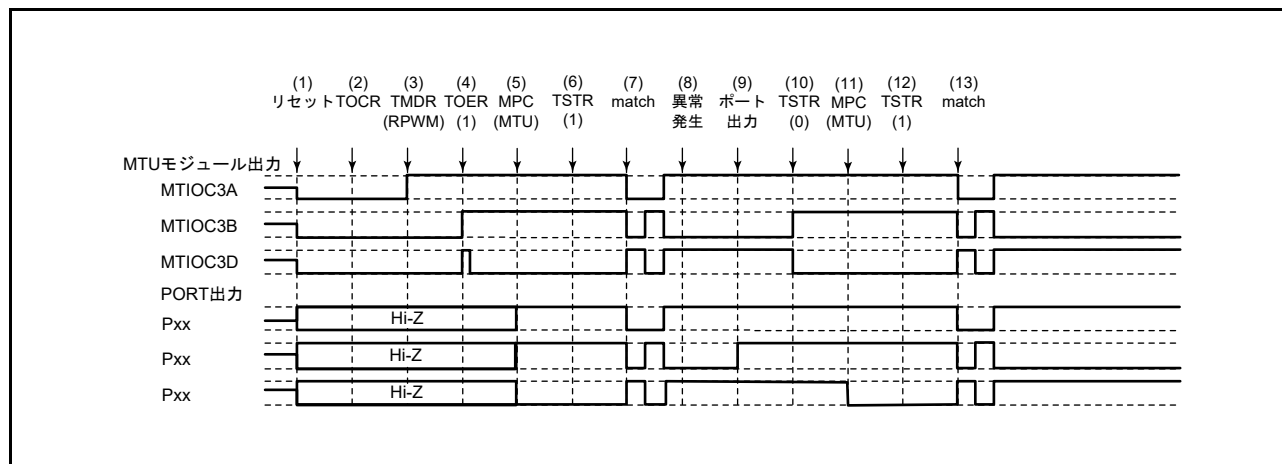 (1) (2) (3) (4) (5) (6) (7) (8) (9) (10) (11) (12) (13)
リセット TOCR TMDR TOER MPC TSTR match 異常 ポート TSTR MPC TSTR match
(RPWM) (1) (MTU) (1) 発生 出力 (0) (MTU) (1)
MTUモジュール出力
MTIOC3A
MTIOC3B
MTIOC3D
PORT出力
Pxx Hi-Z
Pxx Hi-Z
Pxx Hi-Z